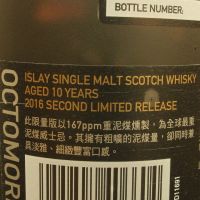 BOTTLE NUMBER:
OCTOMORE
ISLAY SINGLE MALT SCOTCH WHISKY
AGED 10 YEARS
2016 SECOND LIMITED RELEASE
此限量版以167ppm重泥煤燻製，為全球最重
泥煤威士忌。其擁有粗曠的泥煤量，卻同時兼
具淡雅、細緻豐富口感。